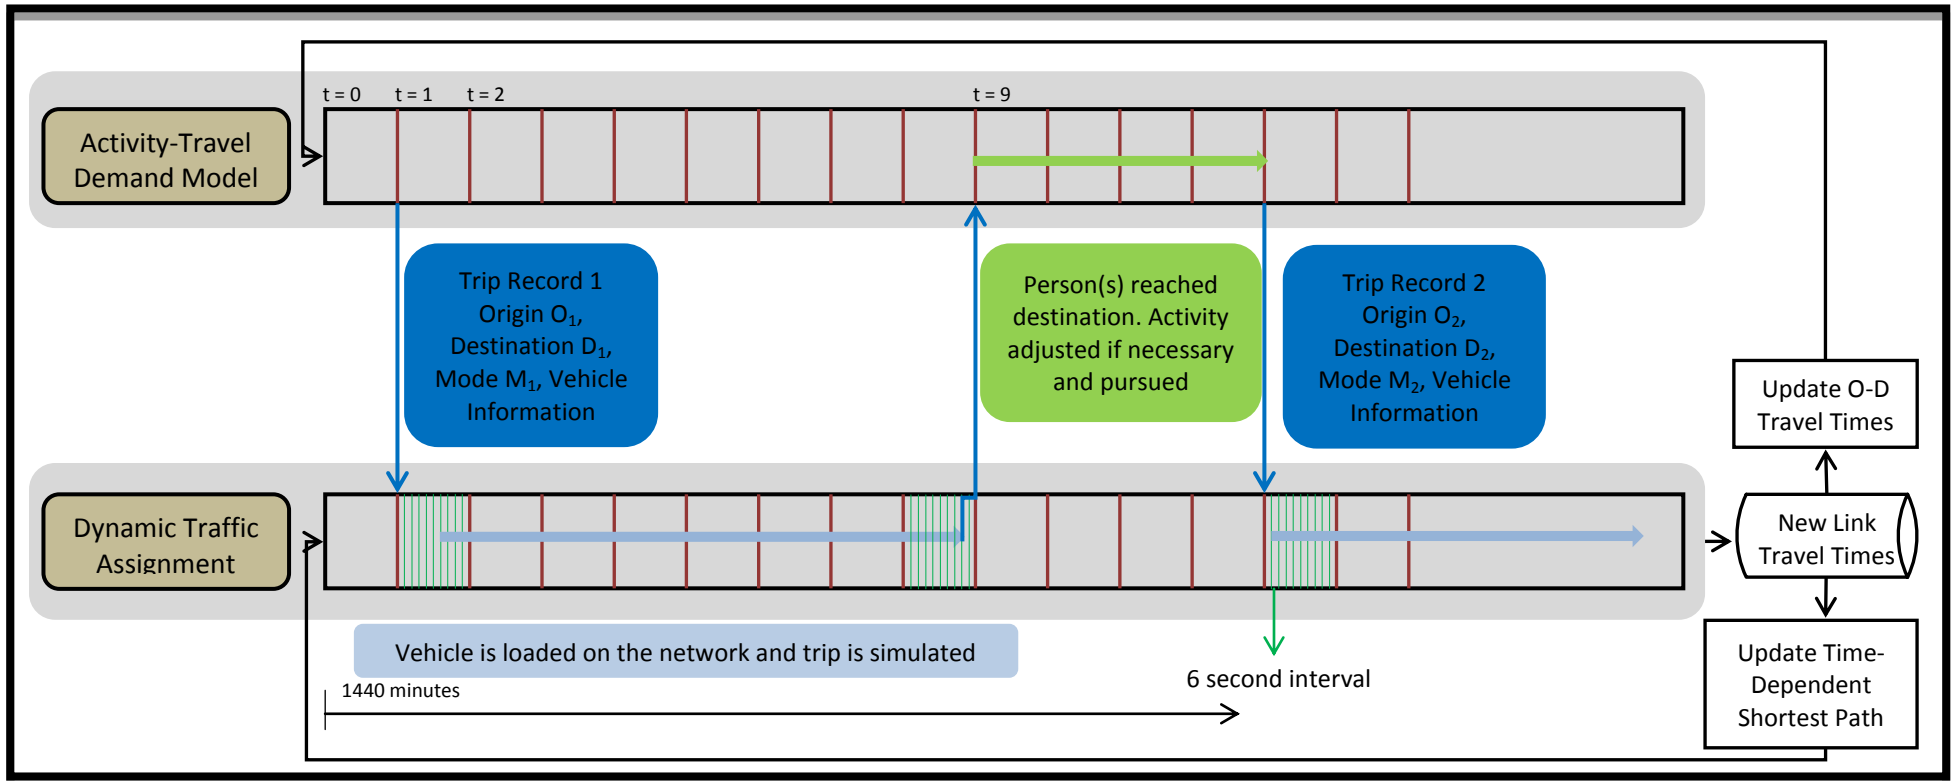 t = 0
t = 1
t = 2
t = 9
Activity-Travel
Demand Model
Trip Record 1
Origin O₁,
Destination D₁,
Mode M₁, Vehicle
Information
Person(s) reached
destination. Activity
adjusted if necessary
and pursued
Trip Record 2
Origin O₂,
Destination D₂,
Mode M₂, Vehicle
Information
Update O-D
Travel Times
Dynamic Traffic
Assignment
New Link
Travel Times
Vehicle is loaded on the network and trip is simulated
6 second interval
1440 minutes
Update Time-
Dependent
Shortest Path